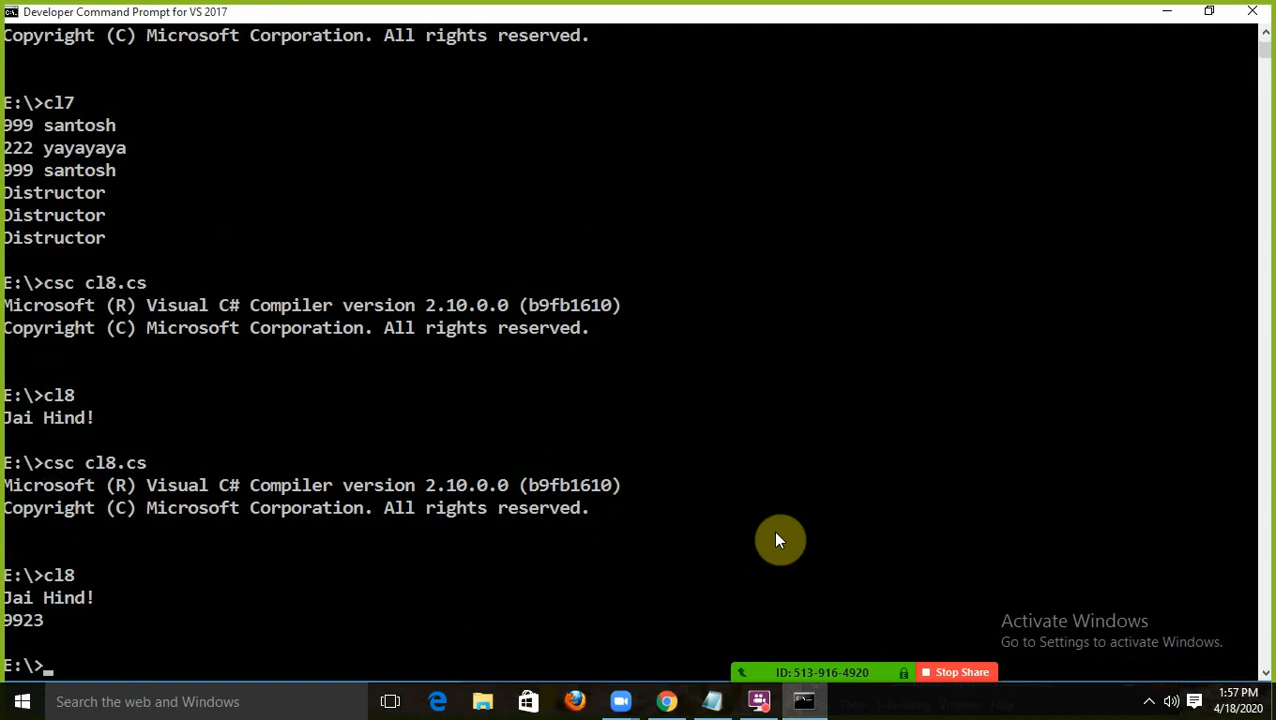 Developer Command Prompt for VS 2017
Copyright (C) Microsoft Corporation. All rights reserved.
E:\>cl7
999 santosh
222 yayayaya
999 santosh
Distructor
Distructor
Distructor
E:\>csc cl8.cs
Microsoft (R) Visual C# Compiler version 2.10.0.0 (b9fb1610)
Copyright (C) Microsoft Corporation. All rights reserved.
E:\>cl8
Jai Hind!
E:\>csc cl8.cs
Microsoft (R) Visual C# Compiler version 2.10.0.0 (b9fb1610)
Copyright (C) Microsoft Corporation. All rights reserved.
E:\>cl8
Jai Hind!
9923
Activate Windows
Go to Settings to activate Windows.
E:\>_
ID: 513-916-4920 Stop Share
Search the web and Windows
1:57 PM
4/18/2020